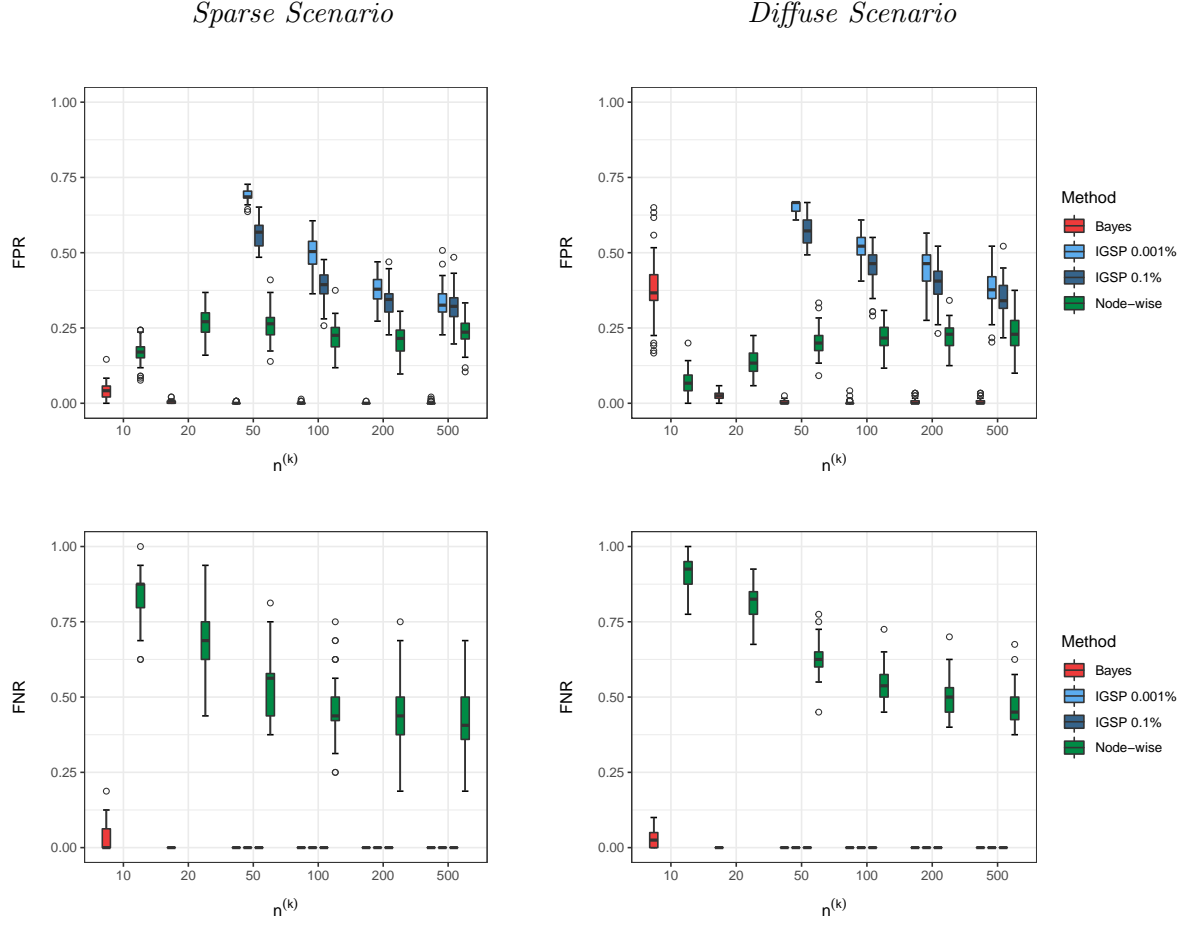 Sparse Scenario
Diffuse Scenario
FPR
1.00
0.75
0.50
0.25
0.00
10 20 50 100 200 500
n^(k)
FPR
1.00
0.75
0.50
0.25
0.00
10 20 50 100 200 500
n^(k)
Method
Bayes
IGSP 0.001%
IGSP 0.1%
Node−wise
FNR
1.00
0.75
0.50
0.25
0.00
10 20 50 100 200 500
n^(k)
FNR
1.00
0.75
0.50
0.25
0.00
10 20 50 100 200 500
n^(k)
Method
Bayes
IGSP 0.001%
IGSP 0.1%
Node−wise